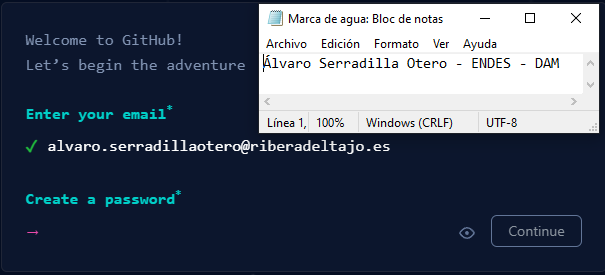 Welcome to GitHub!
Let's begin the adventure
Enter your email*
✓ alvaro.serradillaotero@riberadeltajo.es
Create a password*
→
Continue
Marca de agua: Bloc de notas
Archivo Edición Formato Ver Ayuda
Álvaro Serradilla Otero - ENDES - DAM
Línea 1, 100% Windows (CRLF) UTF-8